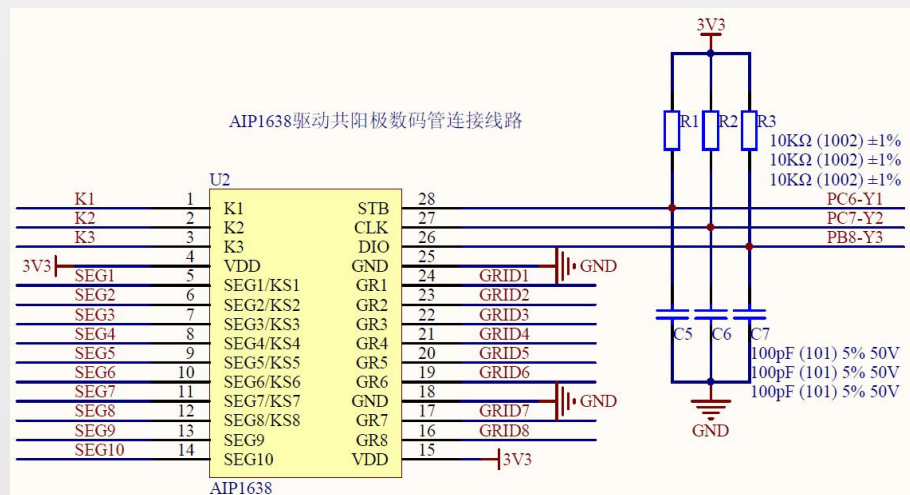 3V3
AIP1638驱动共阳极数码管连接线路
R1 R2 R3
10KΩ (1002) ±1%
10KΩ (1002) ±1%
10KΩ (1002) ±1%
U2
K1 1 K1 STB 28 PC6-Y1
K2 2 K2 CLK 27 PC7-Y2
K3 3 K3 DIO 26 PB8-Y3
3V3 4 VDD GND 25 GND
SEG1 5 SEG1/KS1 GR1 24 GRID1
SEG2 6 SEG2/KS2 GR2 23 GRID2
SEG3 7 SEG3/KS3 GR3 22 GRID3
SEG4 8 SEG4/KS4 GR4 21 GRID4
SEG5 9 SEG5/KS5 GR5 20 GRID5
SEG6 10 SEG6/KS6 GR6 19 GRID6
SEG7 11 SEG7/KS7 GND 18 GND
SEG8 12 SEG8/KS8 GR7 17 GRID7
SEG9 13 SEG9 GR8 16 GRID8
SEG10 14 SEG10 VDD 15 3V3
AIP1638
C5 C6 C7
100pF (101) 5% 50V
100pF (101) 5% 50V
100pF (101) 5% 50V
GND